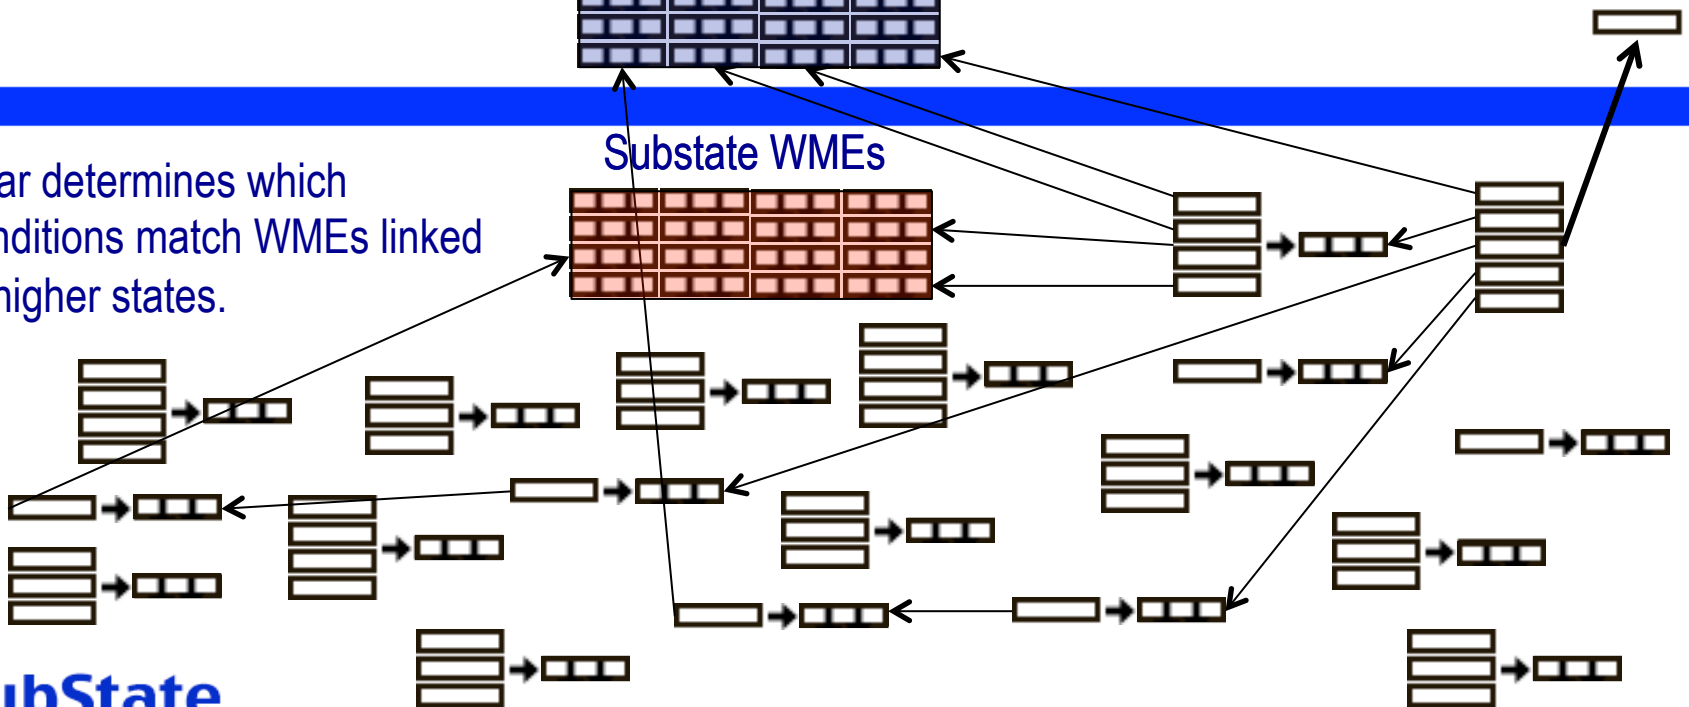 Substate WMEs
ar determines which
nditions match WMEs linked
higher states.
ubState